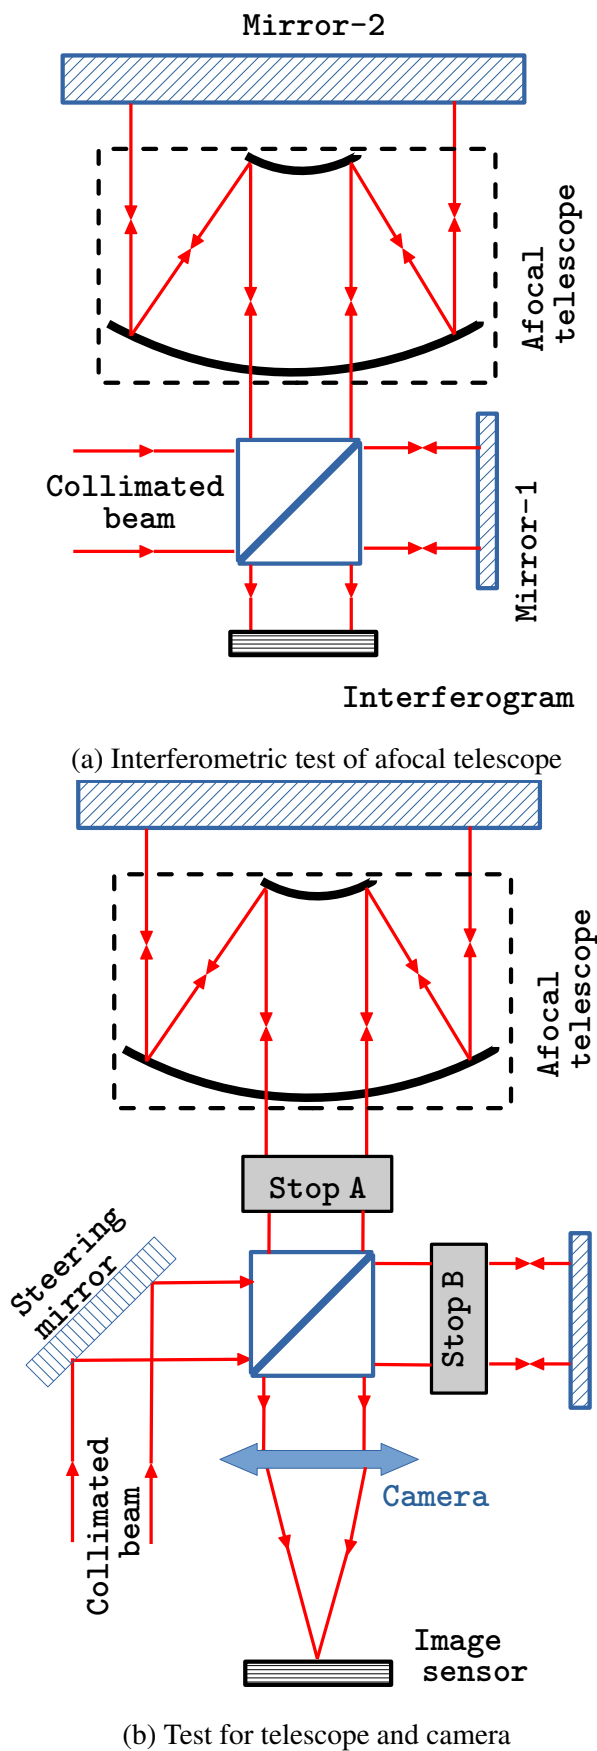 Mirror-2
Afocal
telescope
Collimated
beam
Mirror-1
Interferogram
(a) Interferometric test of afocal telescope
Afocal
telescope
Stop A
Steering
mirror
Stop B
Collimated
beam
Camera
Image
sensor
(b) Test for telescope and camera